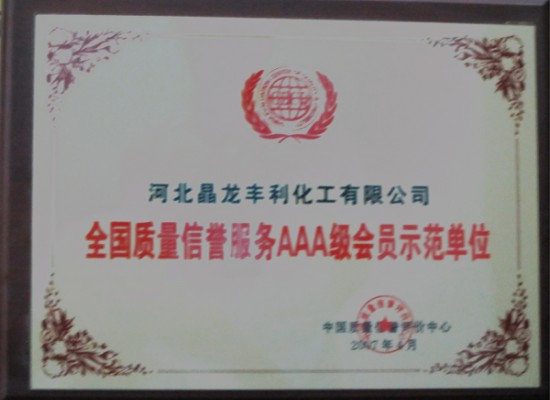 河北晶龙丰利化工有限公司
全国质量信誉服务AAA级会员示范单位
中国质量信誉评价中心
2007年4月